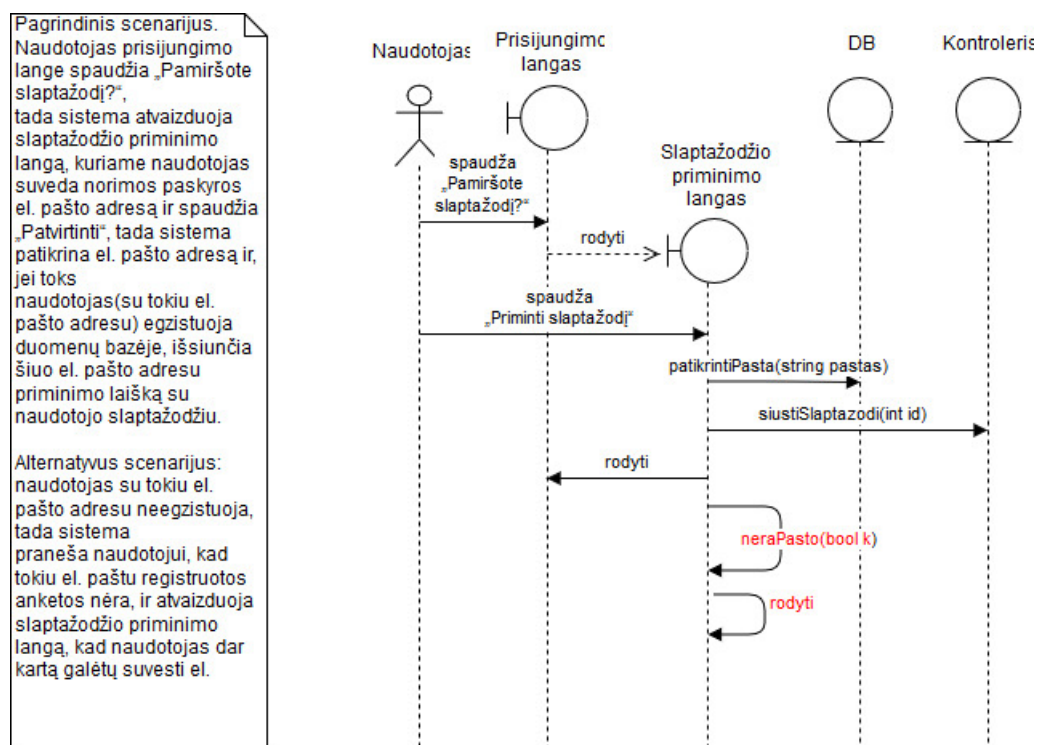 Pagrindinis scenarijus.
Naudotojas prisijungimo
lange spaudžia „Pamiršote
slaptažodį?“,
tada sistema atvaizduoja
slaptažodžio priminimo
langą, kuriame naudotojas
suveda norimos paskyros
el. pašto adresą ir spaudžia
„Patvirtinti“, tada sistema
patikrina el. pašto adresą ir,
jei toks
naudotojas(su tokiu el.
pašto adresu) egzistuoja
duomenų bazėje, išsiunčia
šiuo el. pašto adresu
priminimo laišką su
naudotojo slaptažodžiu.
Alternatyvus scenarijus:
naudotojas su tokiu el.
pašto adresu neegzistuoja,
tada sistema
praneša naudotojui, kad
tokiu el. paštu registruotos
anketos nėra, ir atvaizduoja
slaptažodžio priminimo
langą, kad naudotojas dar
kartą galėtų suvesti el.
Naudotojas
Prisijungimo
langas
DB
Kontroleris
Slaptažodžio
priminimo
langas
spaudža
„Pamiršote
slaptažodį?“
rodyti
spaudža
„Priminti slaptažodį“
patikrintiPasta(string pastas)
siustiSlaptazodi(int id)
rodyti
neraPasto(bool k)
rodyti